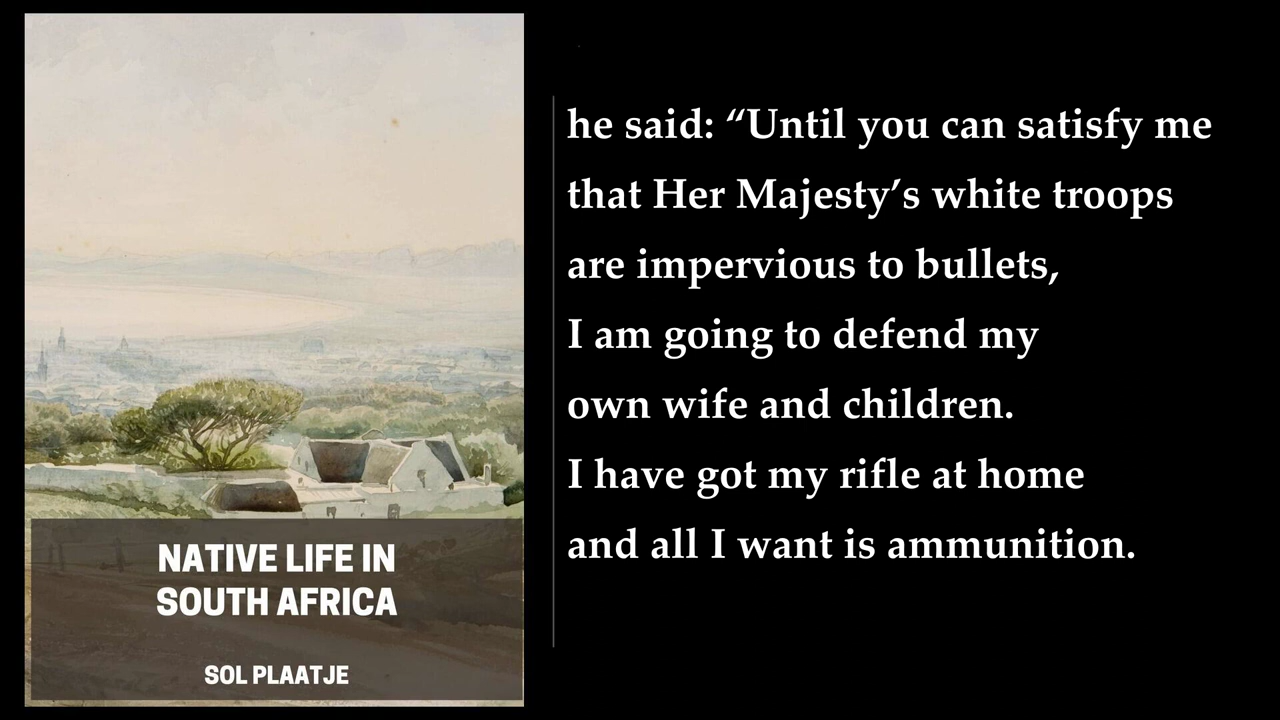 NATIVE LIFE IN
SOUTH AFRICA
SOL PLAATJE
he said: “Until you can satisfy me
that Her Majesty’s white troops
are impervious to bullets,
I am going to defend my
own wife and children.
I have got my rifle at home
and all I want is ammunition.